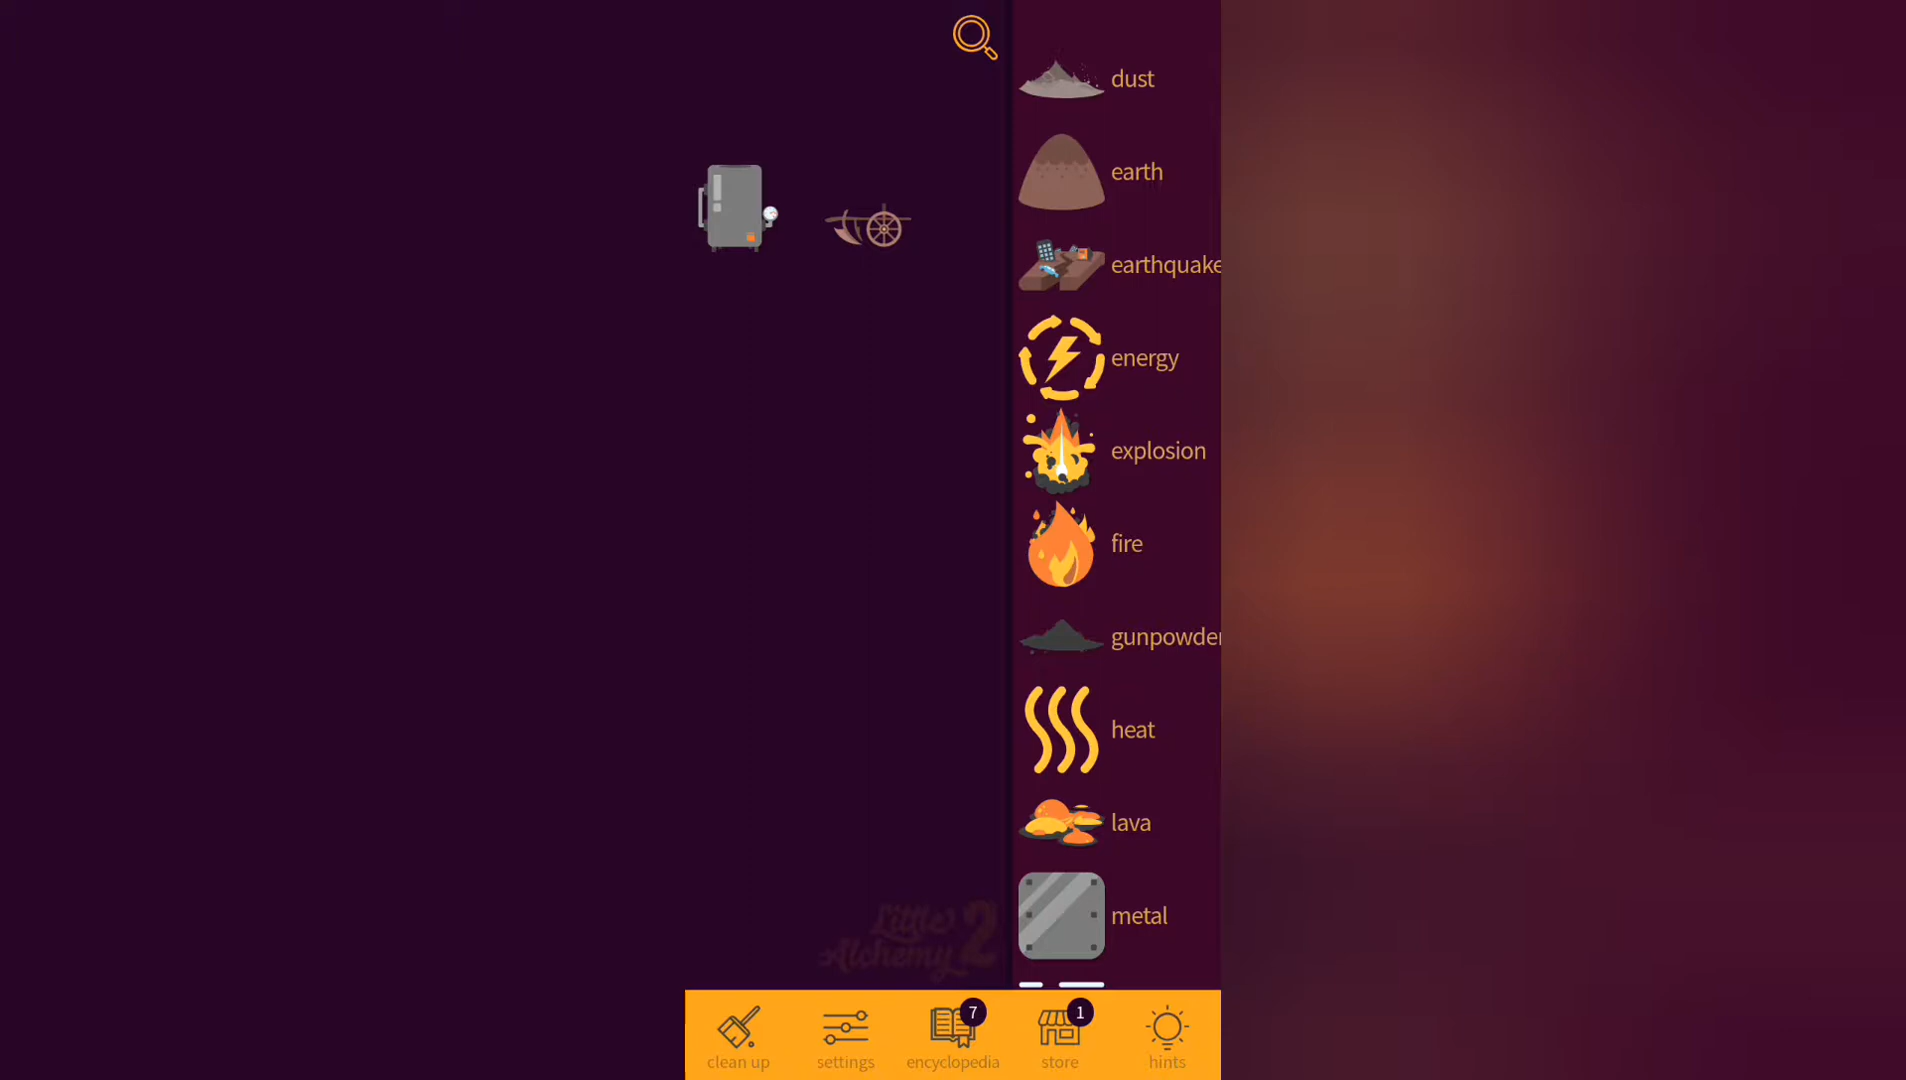 dust
earth
earthquake
energy
explosion
fire
gunpowder
heat
lava
metal
Little
Alchemy 2
7
1
clean up
settings
encyclopedia
store
hints